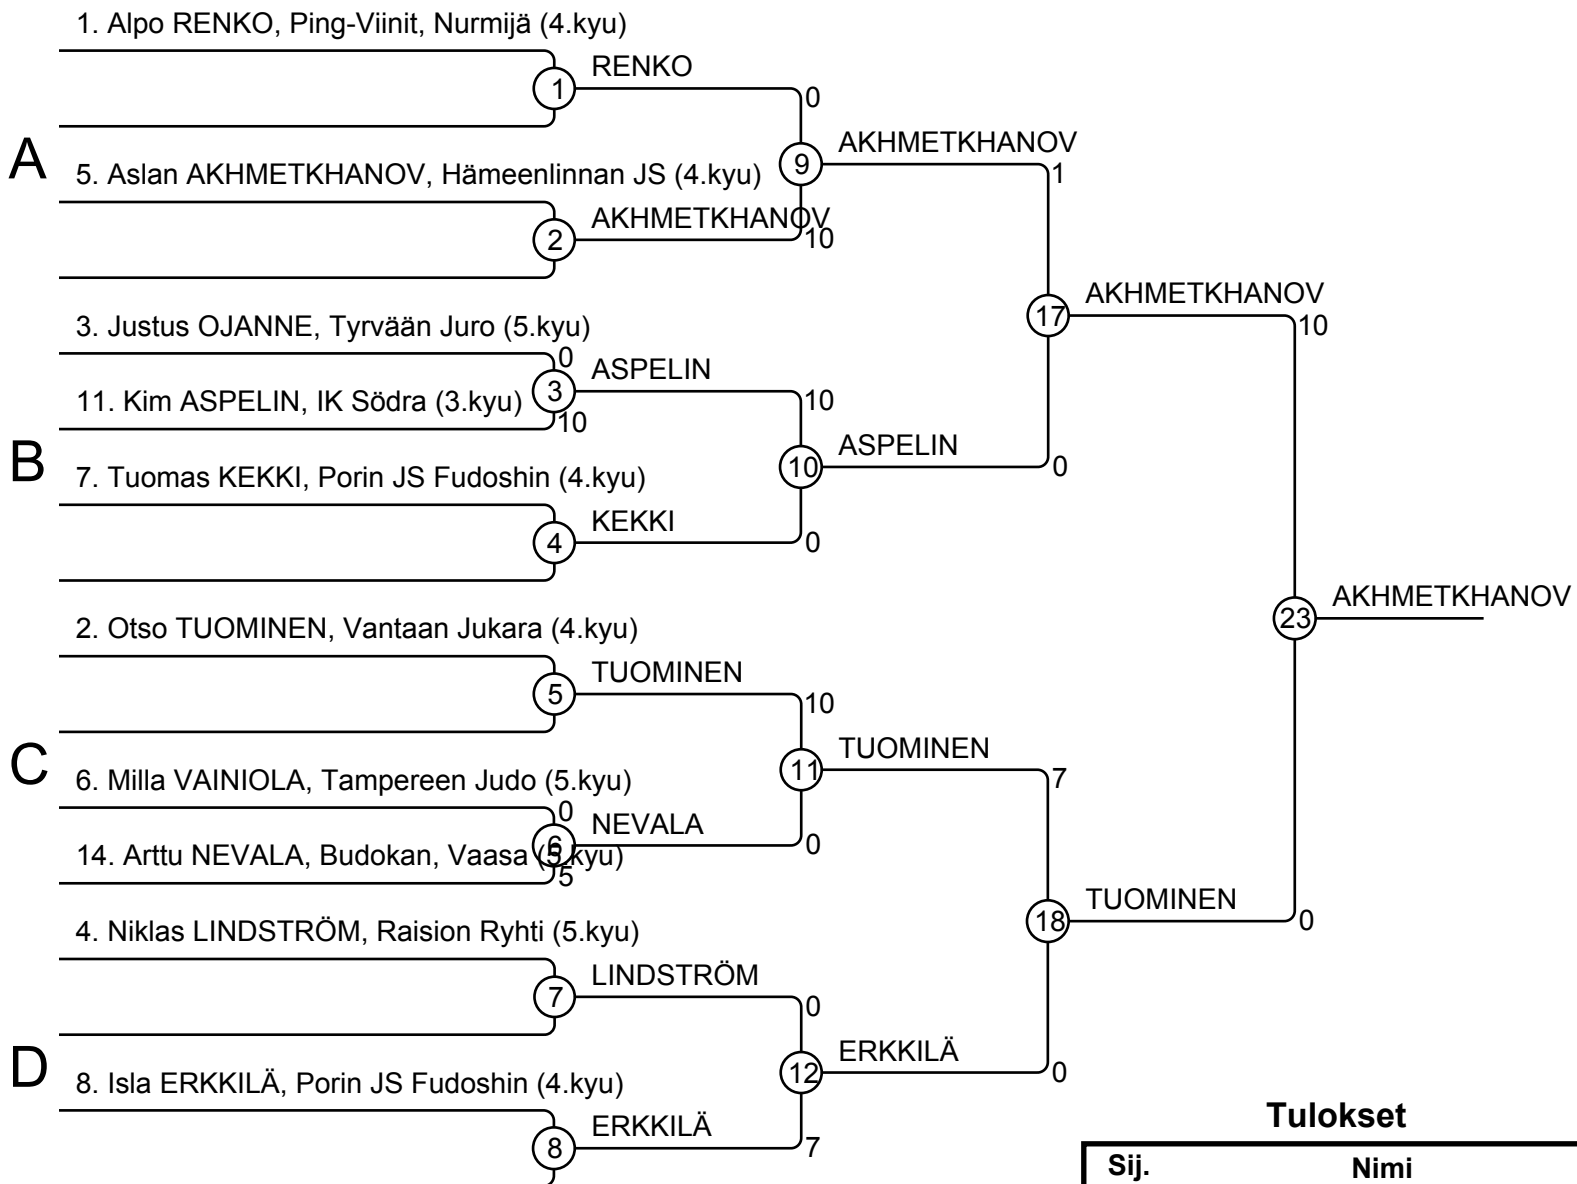 1. Alpo RENKO, Ping-Viinit, Nurmijä (4.kyu)
1
RENKO
0
A
5. Aslan AKHMETKHANOV, Hämeenlinnan JS (4.kyu)
9
AKHMETKHANOV
1
2
AKHMETKHANOV
10
3. Justus OJANNE, Tyrvään Juro (5.kyu)
0
3
ASPELIN
10
11. Kim ASPELIN, IK Södra (3.kyu)
10
17
AKHMETKHANOV
10
B
10
ASPELIN
0
7. Tuomas KEKKI, Porin JS Fudoshin (4.kyu)
4
KEKKI
0
23
AKHMETKHANOV
2. Otso TUOMINEN, Vantaan Jukara (4.kyu)
5
TUOMINEN
10
C
11
TUOMINEN
7
6. Milla VAINIOLA, Tampereen Judo (5.kyu)
0
6
NEVALA
0
14. Arttu NEVALA, Budokan, Vaasa (5.kyu)
5
18
TUOMINEN
0
4. Niklas LINDSTRÖM, Raision Ryhti (5.kyu)
7
LINDSTRÖM
0
D
12
ERKKILÄ
0
8. Isla ERKKILÄ, Porin JS Fudoshin (4.kyu)
8
ERKKILÄ
7
Tulokset
Sij. Nimi